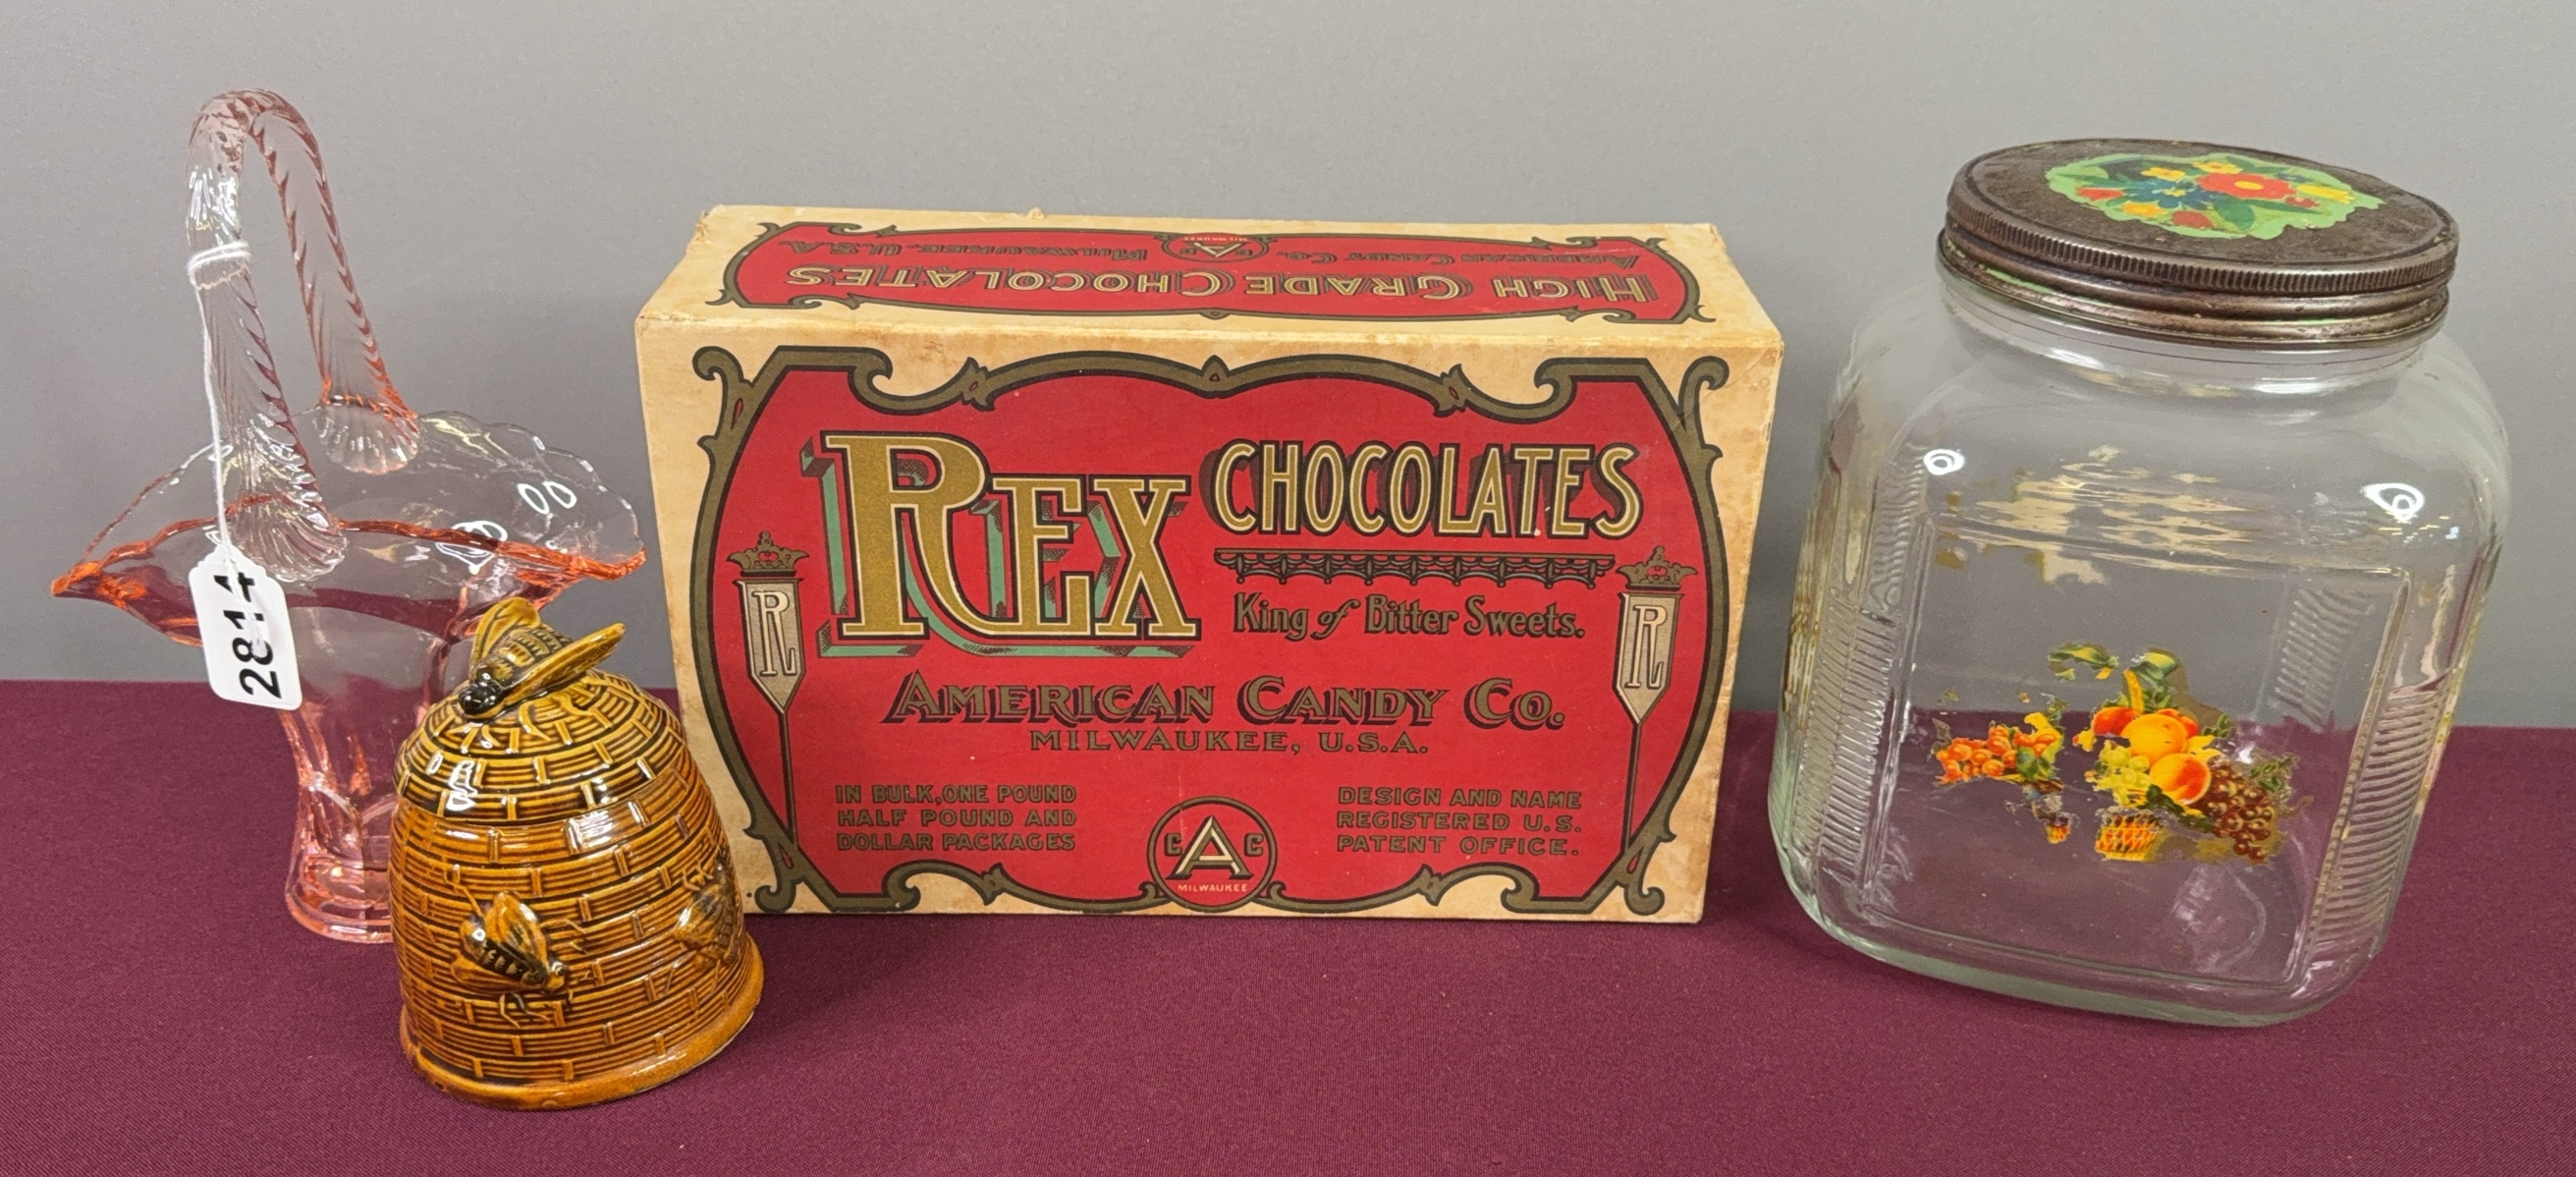 HIGH GRADE CHOCOLATES
AMERICAN CANDY CO. MILWAUKEE, U.S.A.
MILWAUKEE
REX CHOCOLATES
King of Bitter Sweets.
R
R
AMERICAN CANDY CO.
MILWAUKEE, U.S.A.
IN BULK, ONE POUND
HALF POUND AND
DOLLAR PACKAGES
DESIGN AND NAME
REGISTERED U.S.
PATENT OFFICE.
C A C
MILWAUKEE
2814